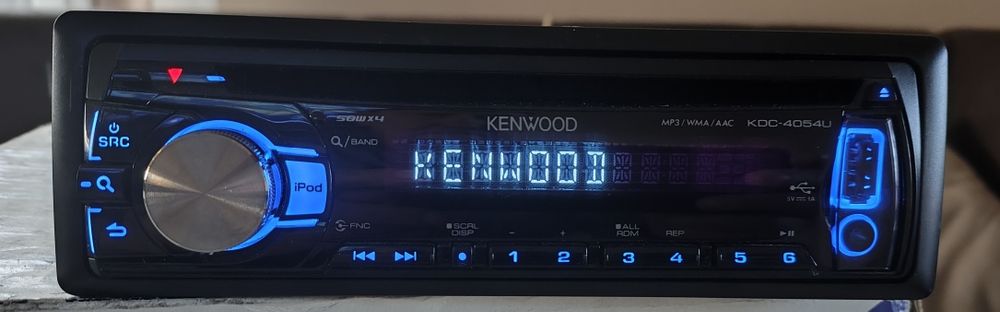 50W x4
KENWOOD
MP3 / WMA / AAC
KDC-4054U
SRC
/BAND
KENWOOD
iPod
5V⎓1A
FNC
■SCRL
DISP
−
+
■ALL
RDM
REP
1
2
3
4
5
6